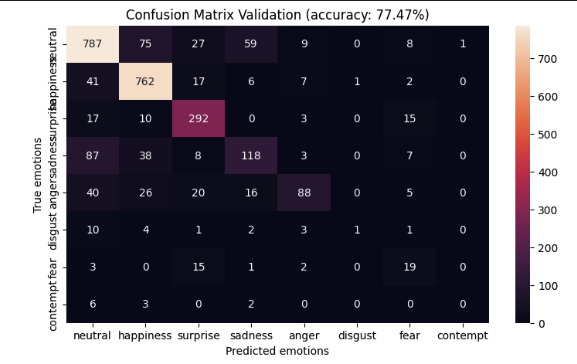 Confusion Matrix Validation (accuracy: 77.47%)
neutral 787 75 27 59 9 0 8 1
happiness 41 762 17 6 7 1 2 0
surprise 17 10 292 0 3 0 15 0
sadness 87 38 8 118 3 0 7 0
anger 40 26 20 16 88 0 5 0
disgust 10 4 1 2 3 1 1 0
fear 3 0 15 1 2 0 19 0
contempt 6 3 0 2 0 0 0 0
neutral happiness surprise sadness anger disgust fear contempt
Predicted emotions
True emotions
700
600
500
400
300
200
100
0